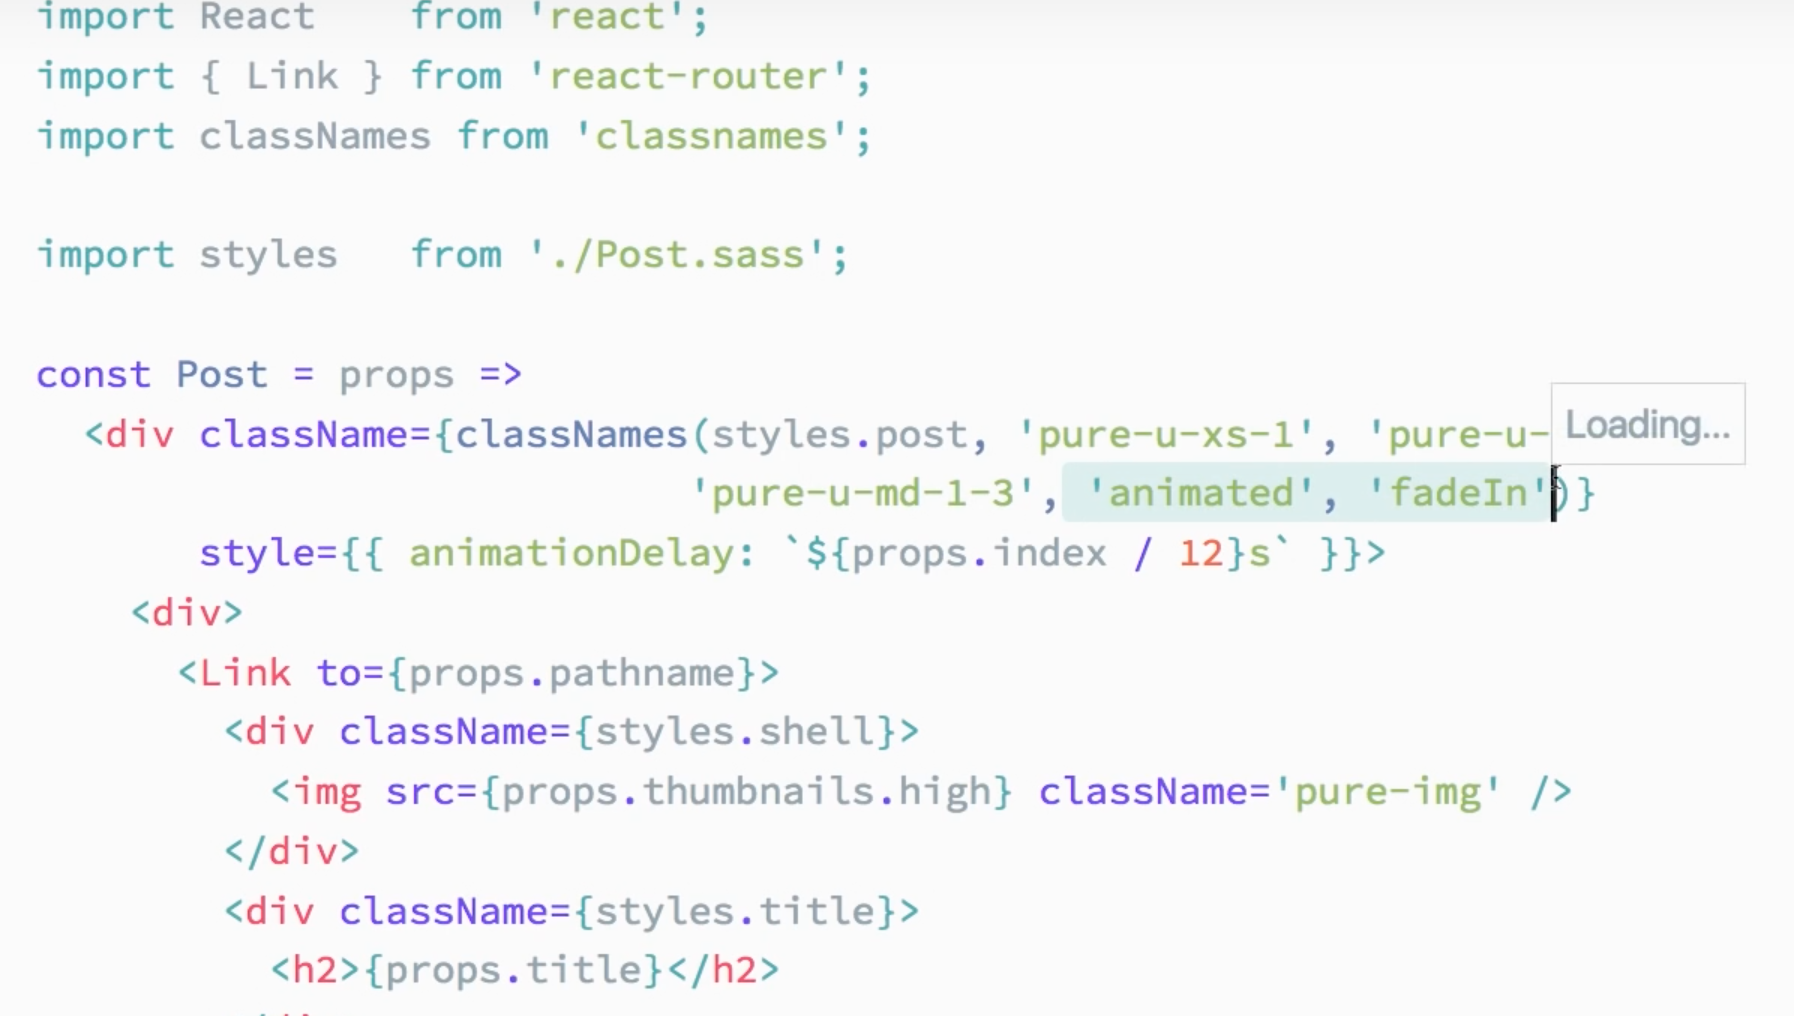 import React    from 'react';
import { Link } from 'react-router';
import classNames from 'classnames';

import styles   from './Post.sass';

const Post = props =>
  <div className={classNames(styles.post, 'pure-u-xs-1', 'pure-u-
Loading...
                          'pure-u-md-1-3', 'animated', 'fadeIn')}
       style={{ animationDelay: `${props.index / 12}s` }}>
    <div>
      <Link to={props.pathname}>
        <div className={styles.shell}>
          <img src={props.thumbnails.high} className='pure-img' />
        </div>
        <div className={styles.title}>
          <h2>{props.title}</h2>